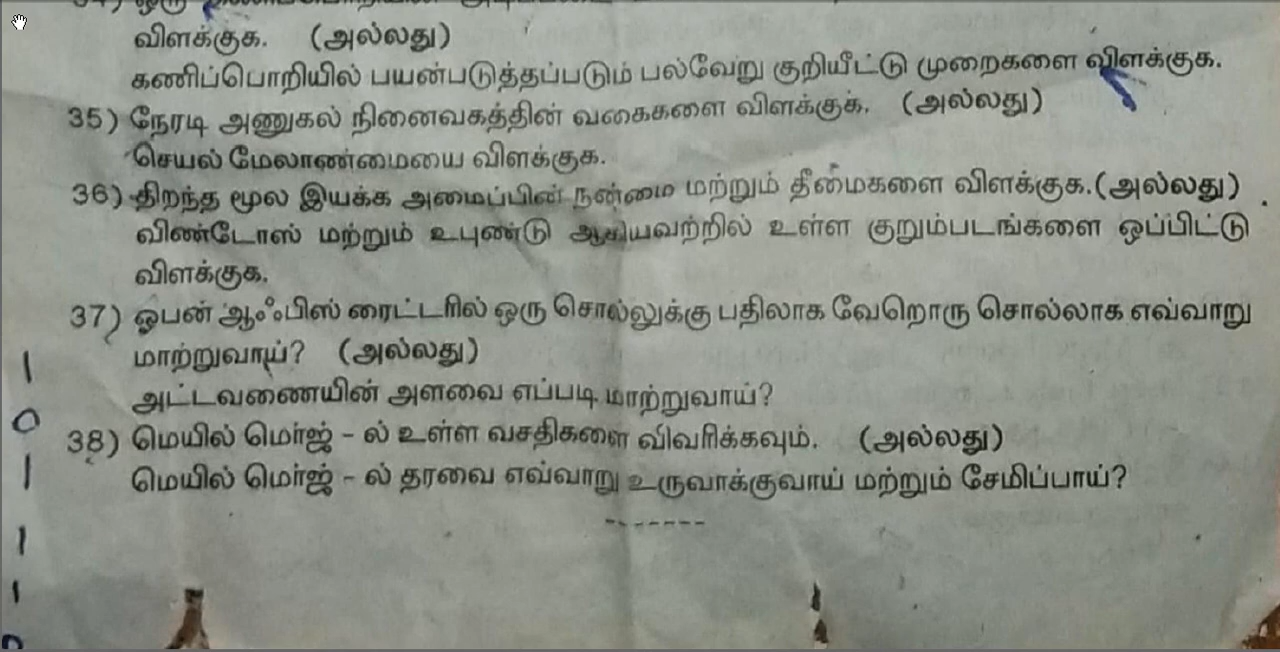 விளக்குக. (அல்லது)
கணிப்பொறியில் பயன்படுத்தப்படும் பல்வேறு குறியீட்டு முறைகளை விளக்குக.
35) நேரடி அணுகல் நினைவகத்தின் வகைகளை விளக்குக். (அல்லது)
செயல் மேலாண்மையை விளக்குக.
36) திறந்த மூல இயக்க அமைப்பின் நன்மை மற்றும் தீமைகளை விளக்குக.(அல்லது)
விண்டோஸ் மற்றும் உபுண்டு ஆகியவற்றில் உள்ள குறும்படங்களை ஒப்பிட்டு
விளக்குக.
37) ஓபன் ஆஃபிஸ் ரைட்டரில் ஒரு சொல்லுக்கு பதிலாக வேறொரு சொல்லாக எவ்வாறு
மாற்றுவாய்? (அல்லது)
அட்டவணையின் அளவை எப்படி மாற்றுவாய்?
38) மெயில் மெர்ஜ் - ல் உள்ள வசதிகளை விவரிக்கவும். (அல்லது)
மெயில் மெர்ஜ் - ல் தரவை எவ்வாறு உருவாக்குவாய் மற்றும் சேமிப்பாய்?
-------